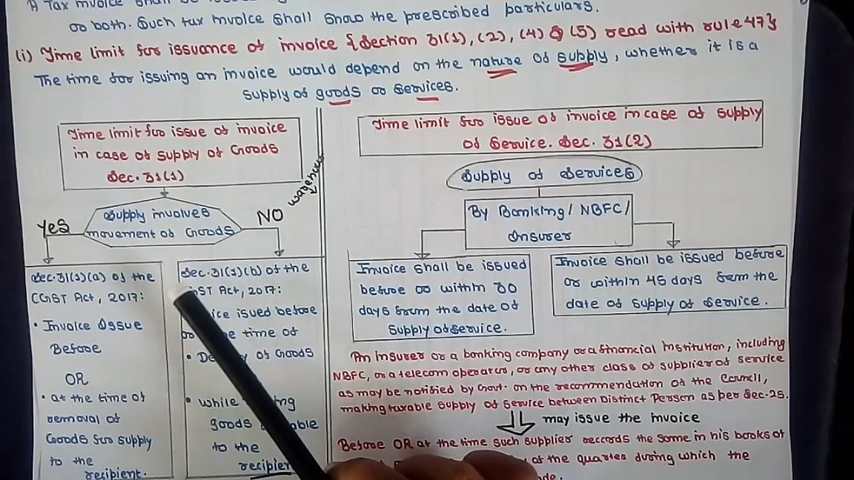 A Tax invoice shall be
or both. Such tax invoice shall show the prescribed particulars.
(i) Time limit for issuance of invoice {Section 31(1), (2), (4) & (5) read with rule 47}
The time for issuing an invoice would depend on the nature of supply, whether it is a
supply of goods or services.
Time limit for issue of invoice
in case of supply of Goods
Sec. 31(1)
Supply involves
movement of Goods
Yes
NO
Sec. 31(1)(a) of the
CGST Act, 2017:
• Invoice Issue
Before
OR
• at the time of
removal of
Goods for supply
to the
recipient.
Sec. 31(1)(b) of the
GST Act, 2017:
ice issued before
the time of
• De y of Goods
• while
goods
to the
recipient
Time limit for issue of invoice in case of supply
of Service. Sec. 31(2)
Supply of Services
By Banking/ NBFC/
Insurer
Invoice shall be issued
before or within 30
days from the date of
Supply of Service.
Invoice shall be issued before
or within 45 days from the
date of supply of service.
An Insurer or a banking company or a financial institution, including
NBFC, or a telecom operator, or any other class of supplier of service
as may be notified by Govt. on the recommendation of the Council,
making taxable supply of service between Distinct Person as per Sec-25.
may issue the invoice
Before OR at the time such supplier records the same in his books of
of the quarter during which the